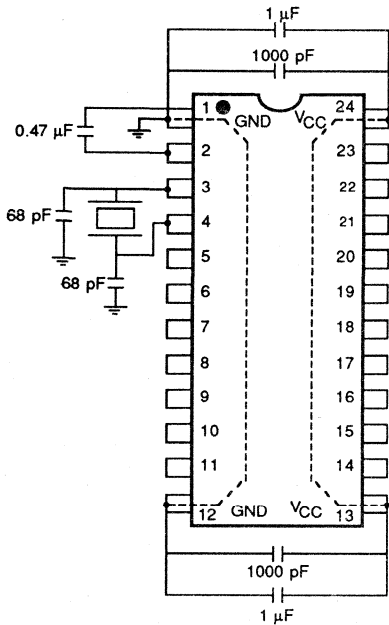 1 µF
1000 pF
1 24
GND VCC
0.47 µF
2 23
3 22
68 pF
4 21
5 20
68 pF
6 19
7 18
8 17
9 16
10 15
11 14
12 GND VCC 13
1000 pF
1 µF